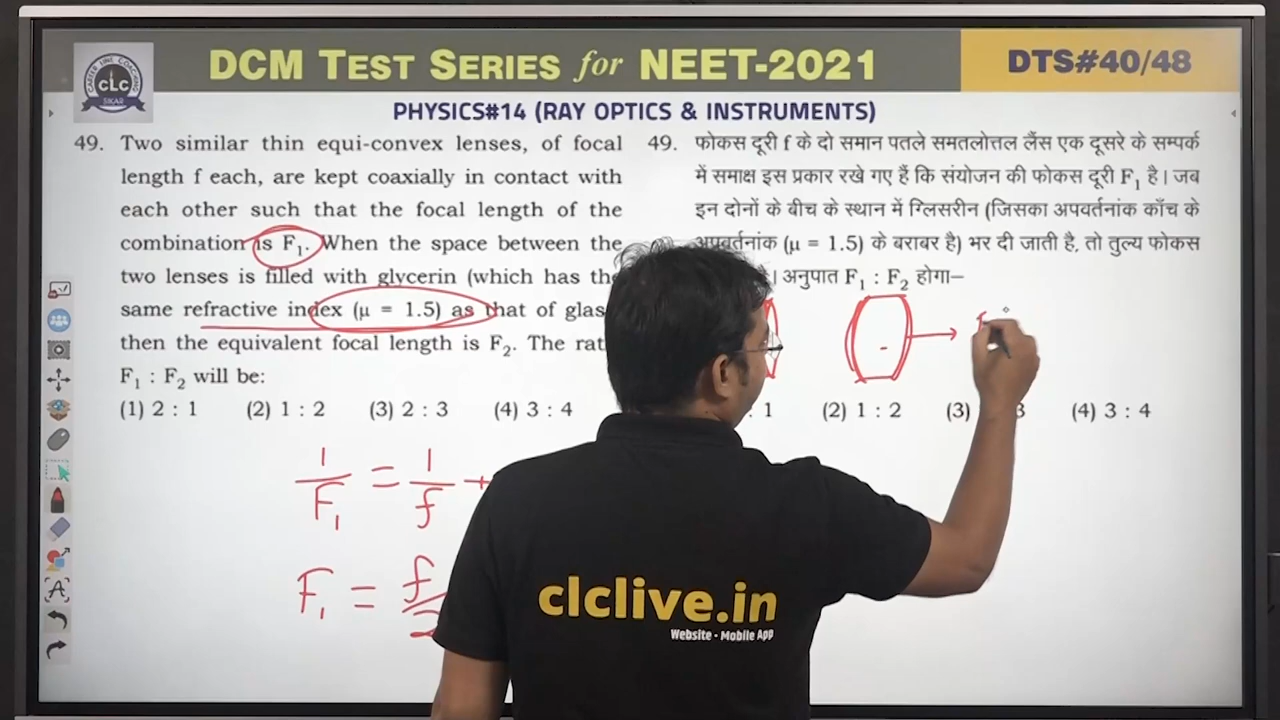 DCM TEST SERIES for NEET-2021
DTS#40/48
CLC
SIKAR
PHYSICS#14 (RAY OPTICS & INSTRUMENTS)
49. Two similar thin equi-convex lenses, of focal
length f each, are kept coaxially in contact with
each other such that the focal length of the
combination is F₁. When the space between the
two lenses is filled with glycerin (which has the
same refractive index (μ = 1.5) as that of glas
then the equivalent focal length is F₂. The rat
F₁ : F₂ will be:
(1) 2 : 1 (2) 1 : 2 (3) 2 : 3 (4) 3 : 4
49. फोकस दूरी f के दो समान पतले समतलोत्तल लेंस एक दूसरे के सम्पर्क
में समाक्ष इस प्रकार रखे गए हैं कि संयोजन की फोकस दूरी F₁ है। जब
इन दोनों के बीच के स्थान में ग्लिसरीन (जिसका अपवर्तनांक काँच के
अपवर्तनांक (μ = 1.5) के बराबर है) भर दी जाती है, तो तुल्य फोकस
है। अनुपात F₁ : F₂ होगा–
: 1 (2) 1 : 2 (3) 3 (4) 3 : 4
1/F₁ = 1/f +
F₁ = f/2
clclive.in
Website - Mobile App